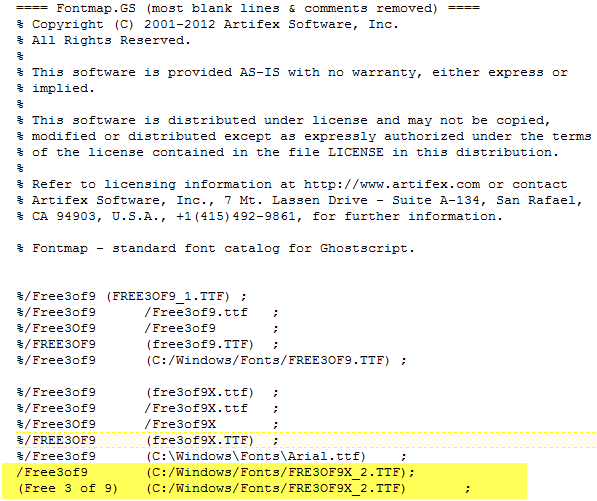 ==== Fontmap.GS (most blank lines & comments removed) ====
% Copyright (C) 2001-2012 Artifex Software, Inc.
% All Rights Reserved.
%
% This software is provided AS-IS with no warranty, either express or
% implied.
%
% This software is distributed under license and may not be copied,
% modified or distributed except as expressly authorized under the terms
% of the license contained in the file LICENSE in this distribution.
%
% Refer to licensing information at http://www.artifex.com or contact
% Artifex Software, Inc., 7 Mt. Lassen Drive - Suite A-134, San Rafael,
% CA 94903, U.S.A., +1(415)492-9861, for further information.
% Fontmap - standard font catalog for Ghostscript.
%/Free3of9 (FREE3OF9_1.TTF) ;
%/Free3of9 /Free3of9.ttf ;
%/Free3Of9 /Free3of9 ;
%/FREE3OF9 (free3of9.TTF) ;
%/Free3of9 (C:/Windows/Fonts/FREE3OF9.TTF) ;
%/Free3of9 (fre3of9X.ttf) ;
%/Free3of9 /Fre3of9X.ttf ;
%/Free3Of9 /Fre3of9X ;
%/FREE3OF9 (fre3of9X.TTF) ;
%/Free3of9 (C:\Windows\Fonts\Arial.ttf) ;
/Free3of9 (C:/Windows/Fonts/FRE3OF9X_2.TTF);
(Free 3 of 9) (C:/Windows/Fonts/FRE3OF9X_2.TTF) ;